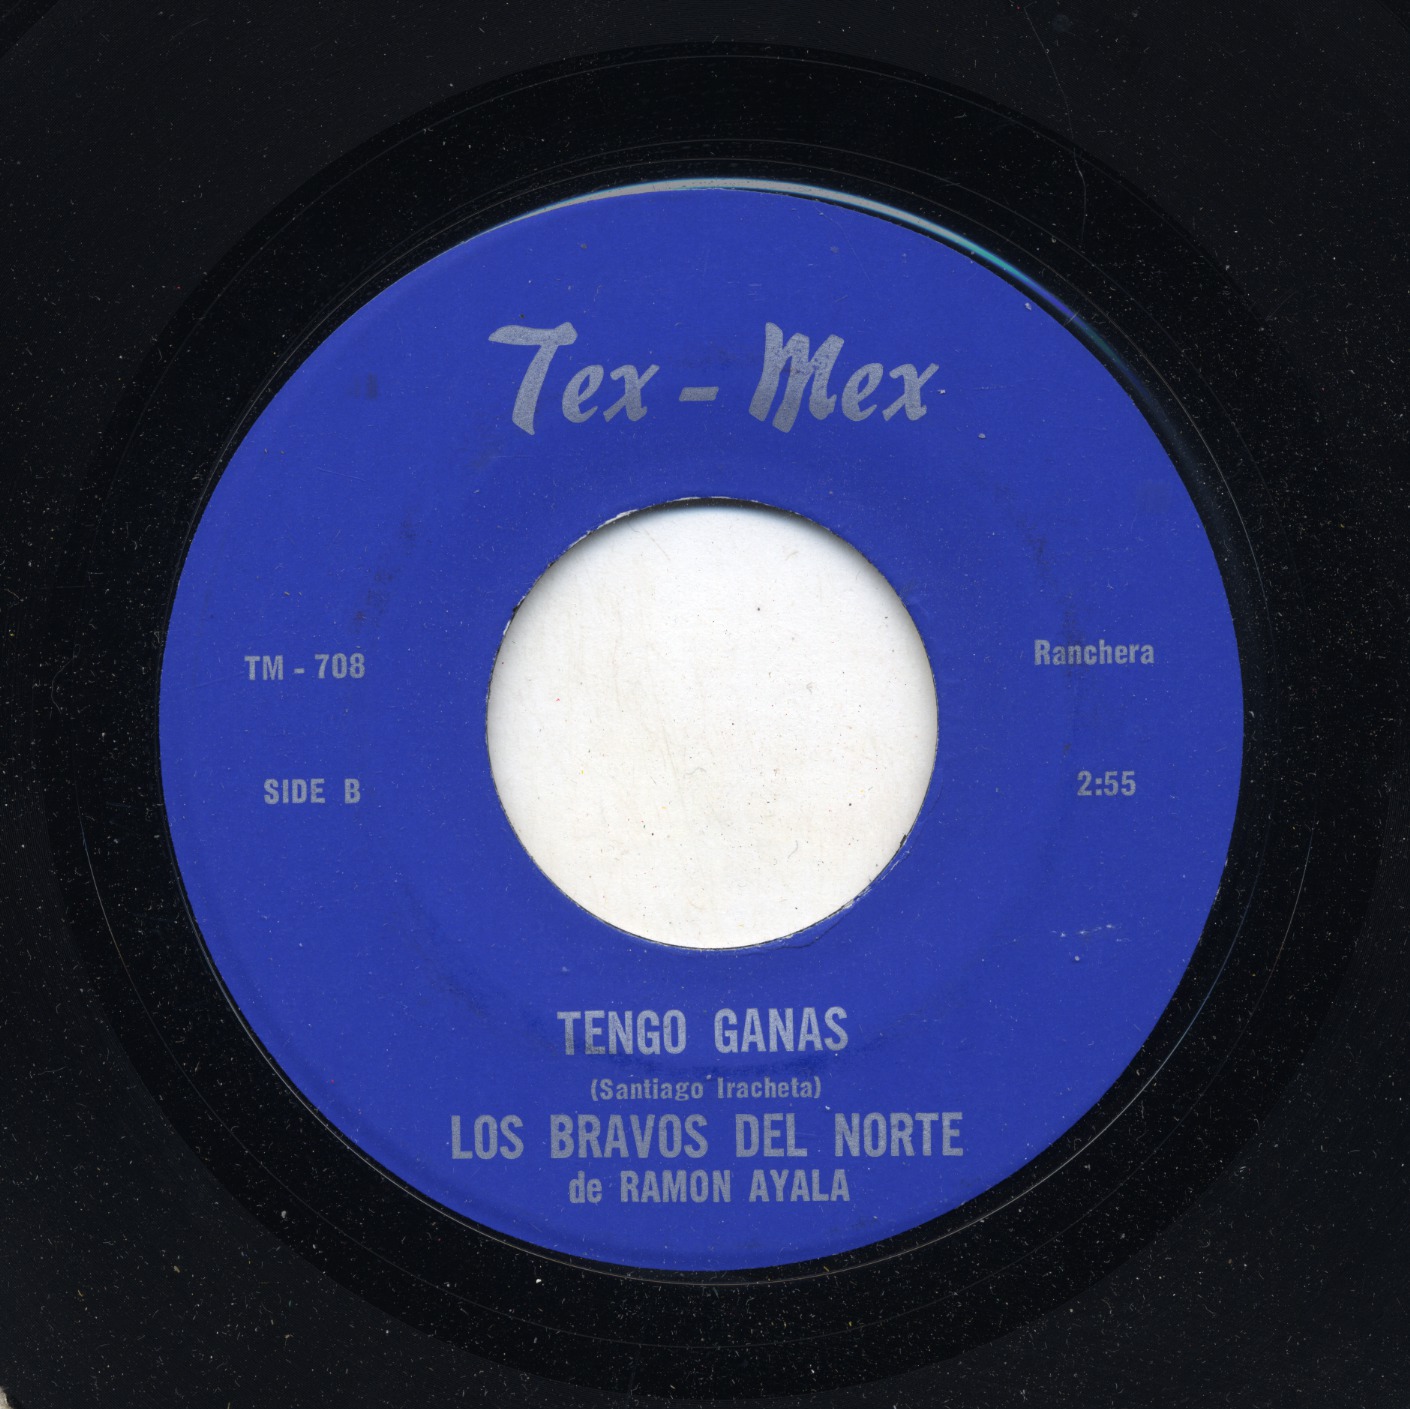 Tex - Mex
TM - 708
Ranchera
SIDE B
2:55
TENGO GANAS
(Santiago Iracheta)
LOS BRAVOS DEL NORTE
de RAMON AYALA